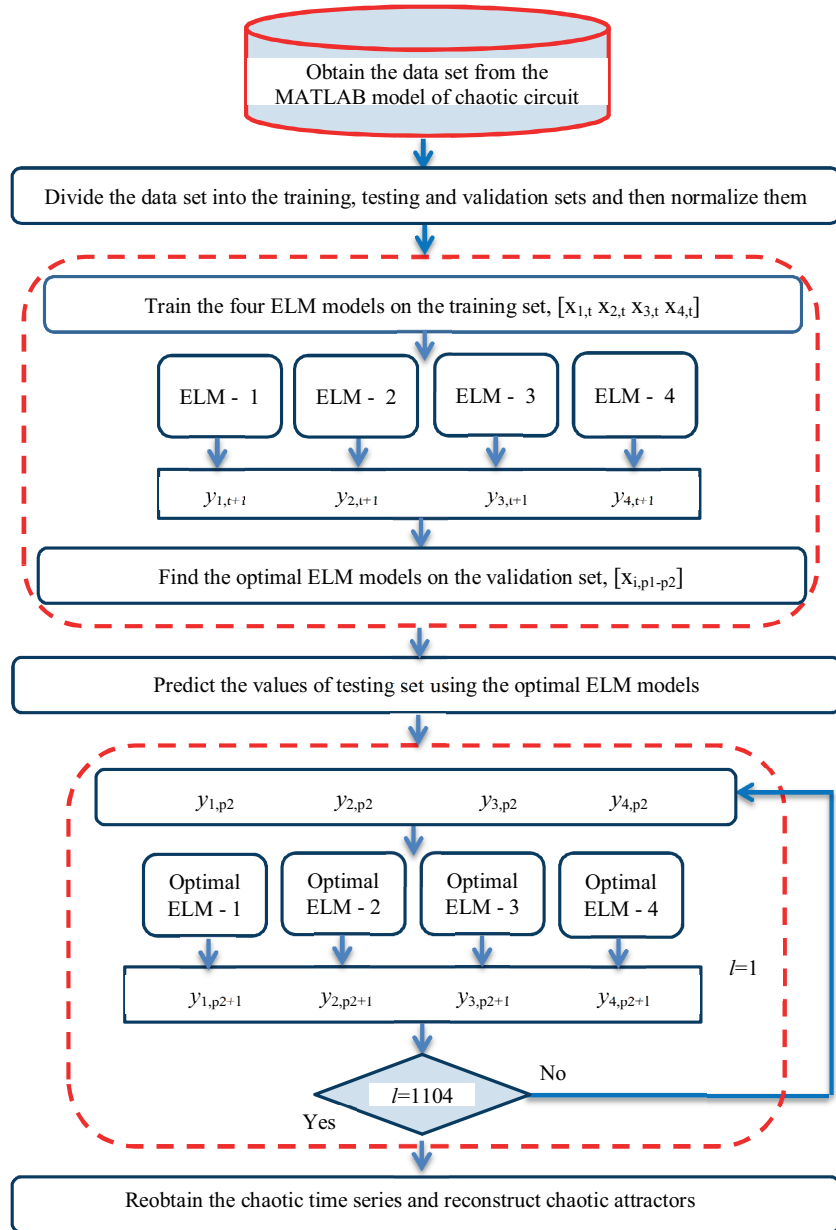 Obtain the data set from the
MATLAB model of chaotic circuit
Divide the data set into the training, testing and validation sets and then normalize them
Train the four ELM models on the training set, [x1,t x2,t x3,t x4,t]
ELM - 1 ELM - 2 ELM - 3 ELM - 4
y1,t+1 y2,t+1 y3,t+1 y4,t+1
Find the optimal ELM models on the validation set, [xi,p1-p2]
Predict the values of testing set using the optimal ELM models
y1,p2 y2,p2 y3,p2 y4,p2
Optimal Optimal Optimal Optimal
ELM - 1 ELM - 2 ELM - 3 ELM - 4
l=1
y1,p2+1 y2,p2+1 y3,p2+1 y4,p2+1
No
l=1104
Yes
Reobtain the chaotic time series and reconstruct chaotic attractors